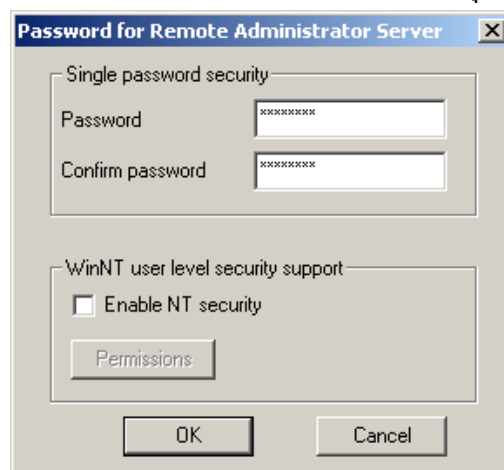 Password for Remote Administrator Server
Single password security
Password ********
Confirm password ********
WinNT user level security support
Enable NT security
Permissions
OK Cancel